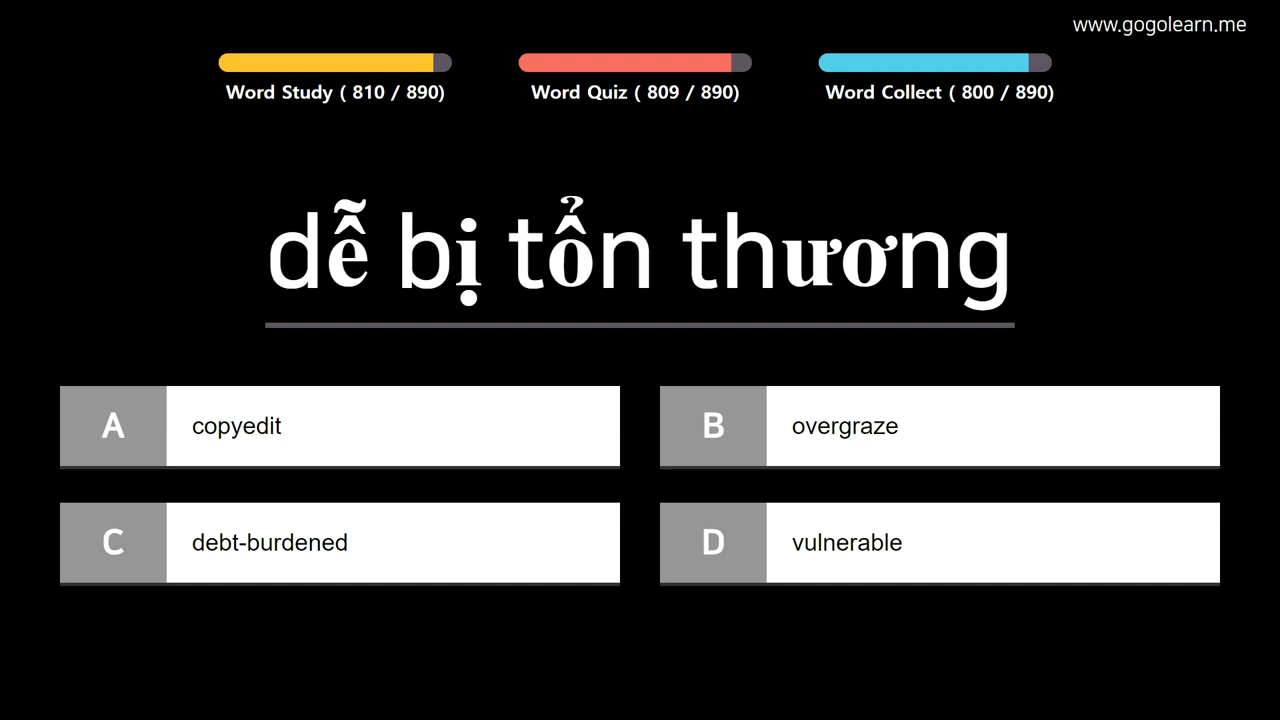 www.gogolearn.me
Word Study ( 810 / 890)
Word Quiz ( 809 / 890)
Word Collect ( 800 / 890)
dễ bị tổn thương
A copyedit
B overgraze
C debt-burdened
D vulnerable